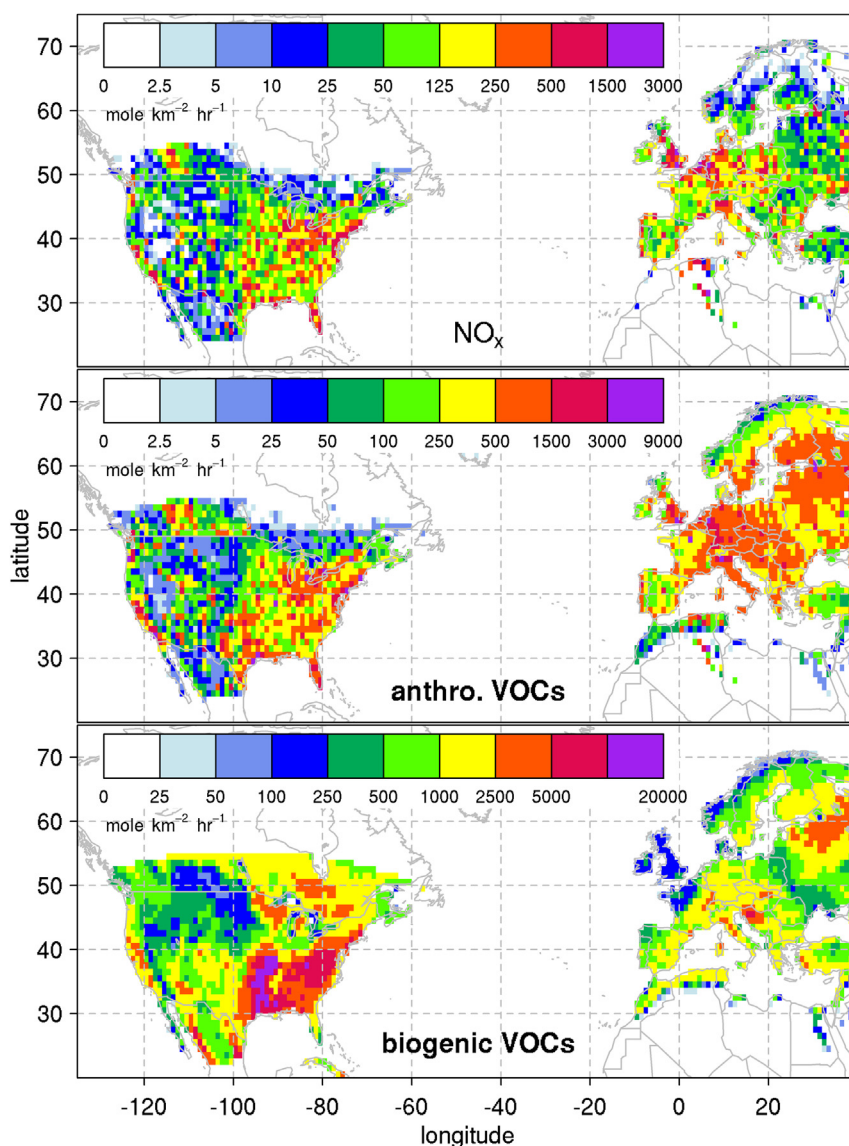 70
60
50
40
30
0 2.5 5 10 25 50 125 250 500 1500 3000
mole km⁻² hr⁻¹
NOₓ
latitude
70
60
50
40
30
0 2.5 5 25 50 100 250 500 1500 3000 9000
mole km⁻² hr⁻¹
anthro. VOCs
70
60
50
40
30
0 25 50 100 250 500 1000 2500 5000 20000
mole km⁻² hr⁻¹
biogenic VOCs
-120 -100 -80 -60 -40 -20 0 20
longitude